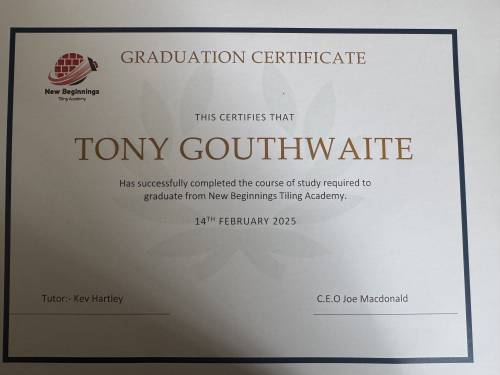 GRADUATION CERTIFICATE
New Beginnings
Tiling Academy
THIS CERTIFIES THAT
TONY GOUTHWAITE
Has successfully completed the course of study required to
graduate from New Beginnings Tiling Academy.
14TH FEBRUARY 2025
Tutor:- Kev Hartley
C.E.O Joe Macdonald